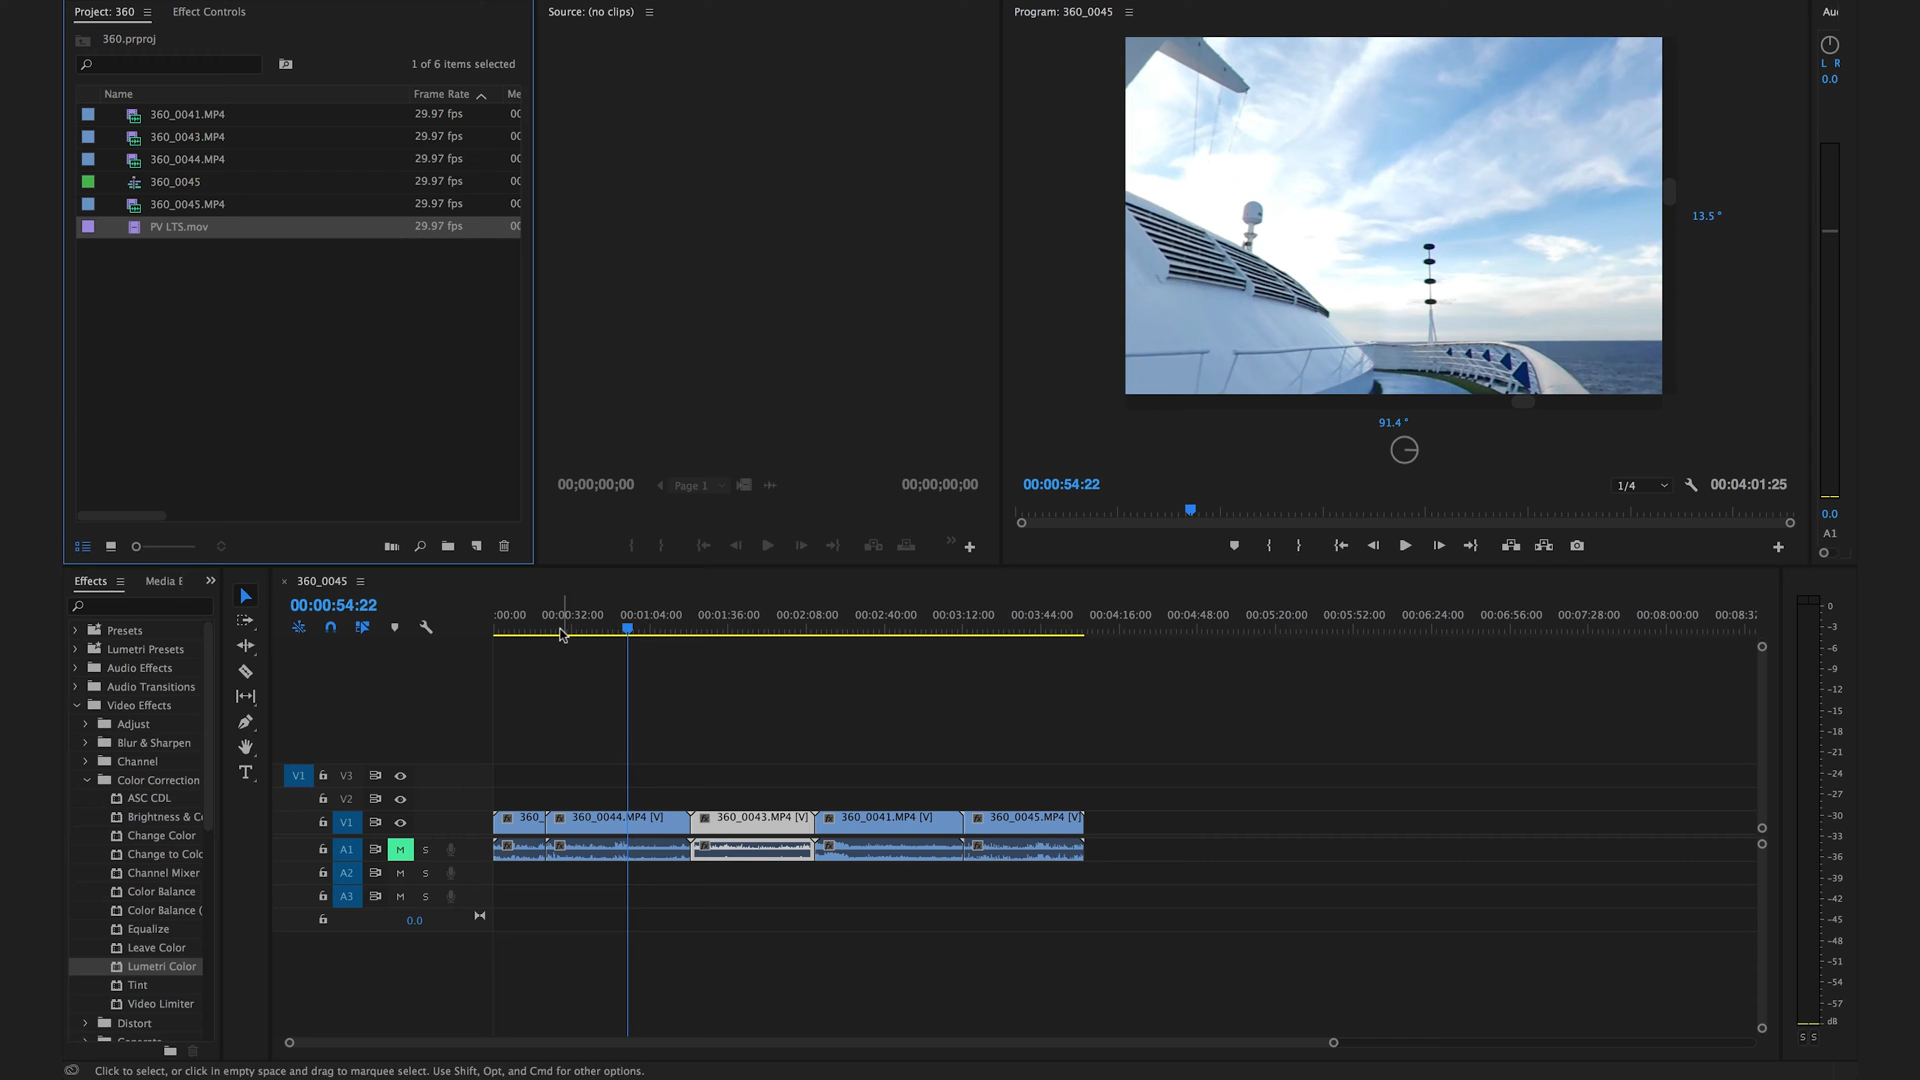 Project: 360
Effect Controls
Source: (no clips)
Program: 360_0045
360.prproj
1 of 6 items selected
L R
0.0
Name
Frame Rate
360_0041.MP4 29.97 fps
360_0043.MP4 29.97 fps
360_0044.MP4 29.97 fps
360_0045 29.97 fps
360_0045.MP4 29.97 fps
PV LTS.mov 29.97 fps
13.5 °
91.4 °
00;00;00;00
Page 1
00;00;00;00
00:00:54:22
1/4
00:04:01:25
0.0
A1
Effects
360_0045
00:00:54:22
:00:00 00:00:32:00 00:01:04:00 00:01:36:00 00:02:08:00 00:02:40:00 00:03:12:00 00:03:44:00 00:04:16:00 00:04:48:00 00:05:20:00 00:05:52:00 00:06:24:00 00:06:56:00 00:07:28:00 00:08:00:00 00:08:32
Presets
Lumetri Presets
Audio Effects
Audio Transitions
Video Effects
Adjust
Blur & Sharpen
Channel
Color Correction
ASC CDL
Brightness & Co
Change Color
Change to Colo
Channel Mixer
Color Balance
Color Balance (
Equalize
Leave Color
Lumetri Color
Tint
Video Limiter
Distort
V1 V3
V2
V1
360_
360_0044.MP4 [V]
360_0043.MP4 [V]
360_0041.MP4 [V]
360_0045.MP4 [V]
A1 M S
A2 M S
A3 M S
0.0
0
-3
-6
-9
-12
-15
-18
-21
-24
-27
-30
-33
-36
-39
-42
-45
-48
-51
-54
-57
dB
S S
Click to select, or click in empty space and drag to marquee select. Use Shift, Opt, and Cmd for other options.